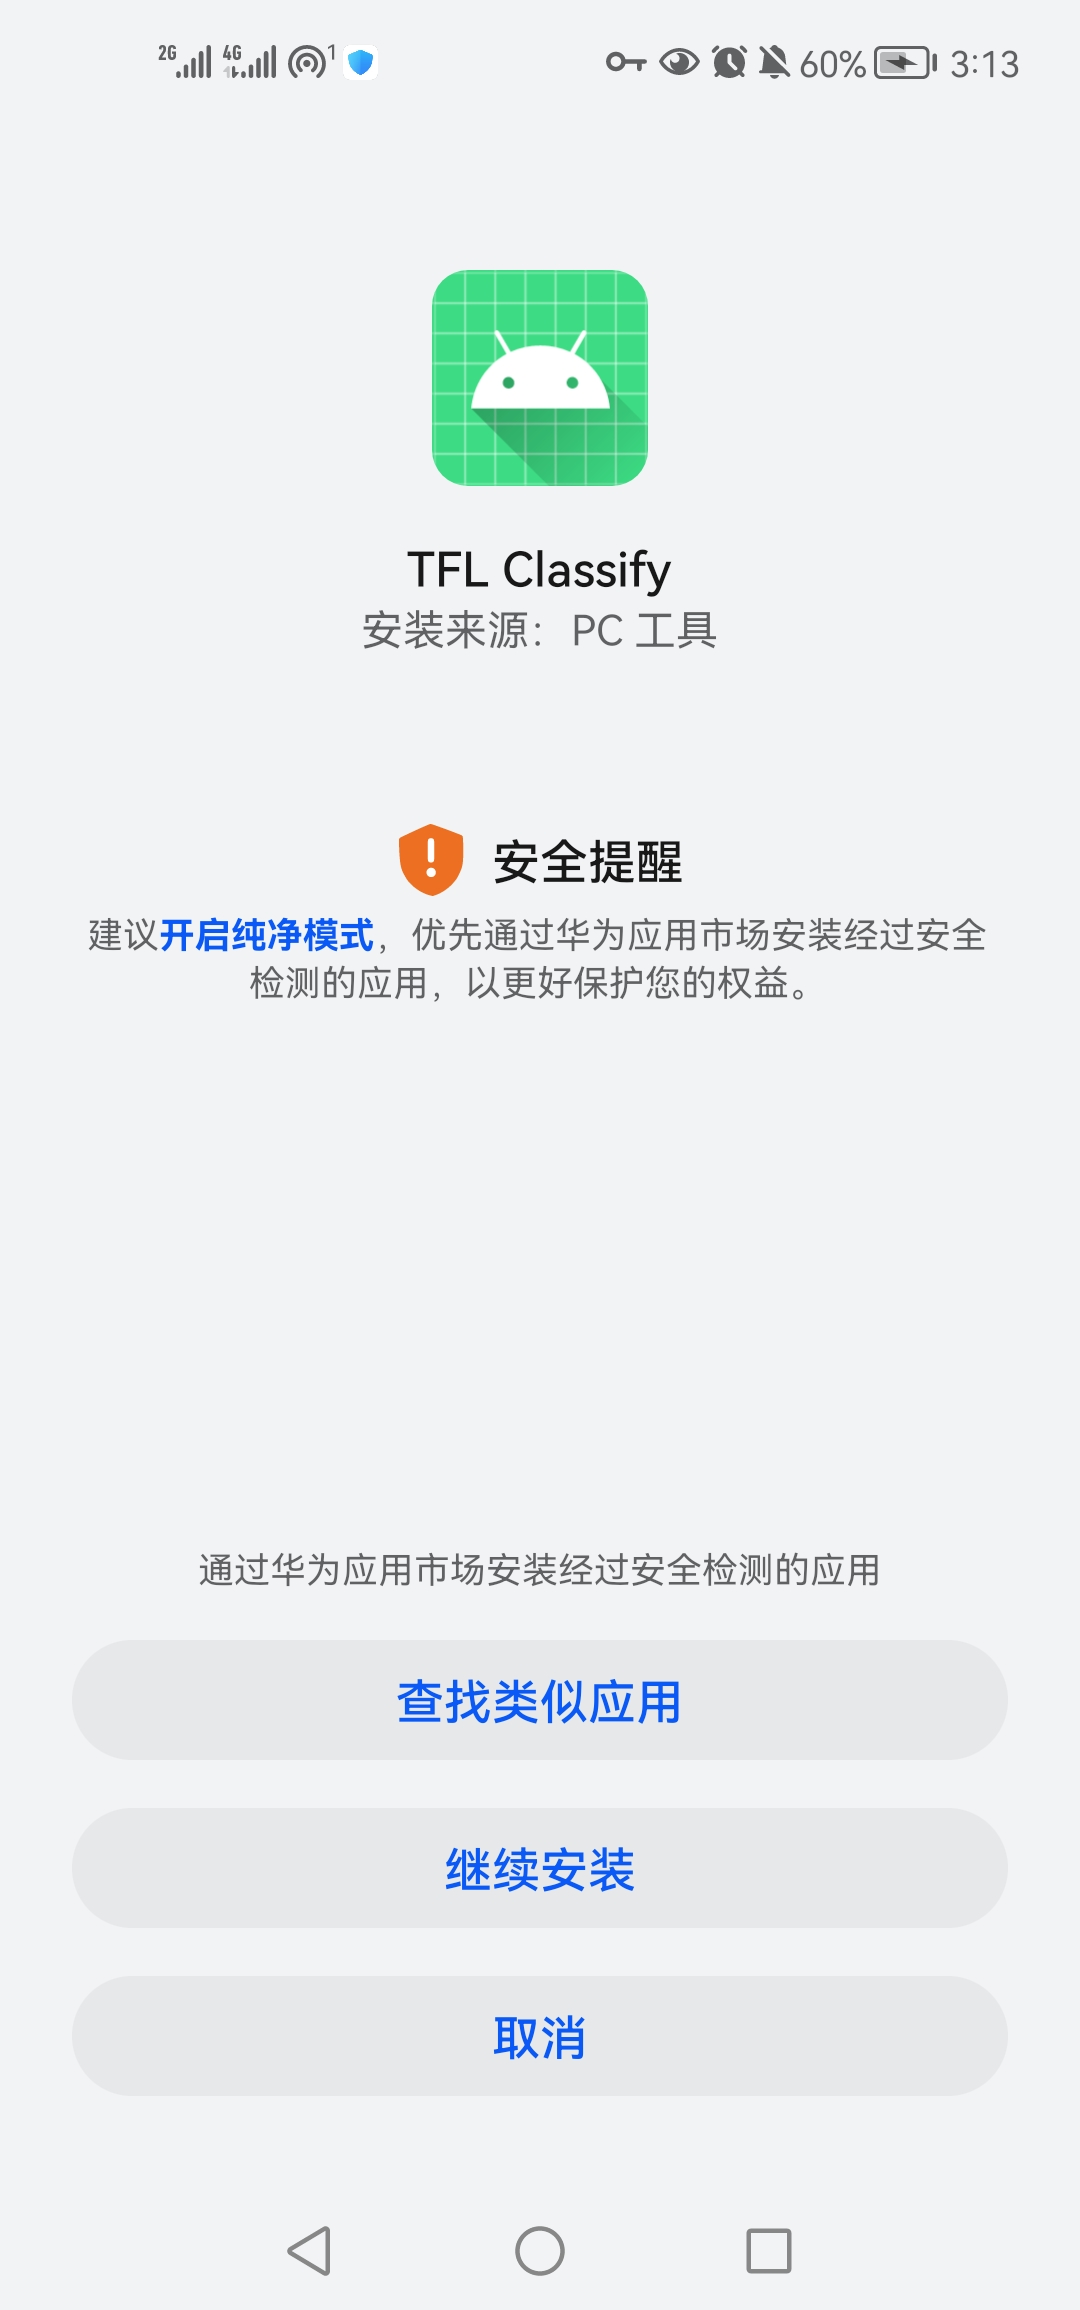 2G 4G 1 60% 3:13
TFL Classify
安装来源：PC 工具
安全提醒
建议开启纯净模式，优先通过华为应用市场安装经过安全
检测的应用，以更好保护您的权益。
通过华为应用市场安装经过安全检测的应用
查找类似应用
继续安装
取消